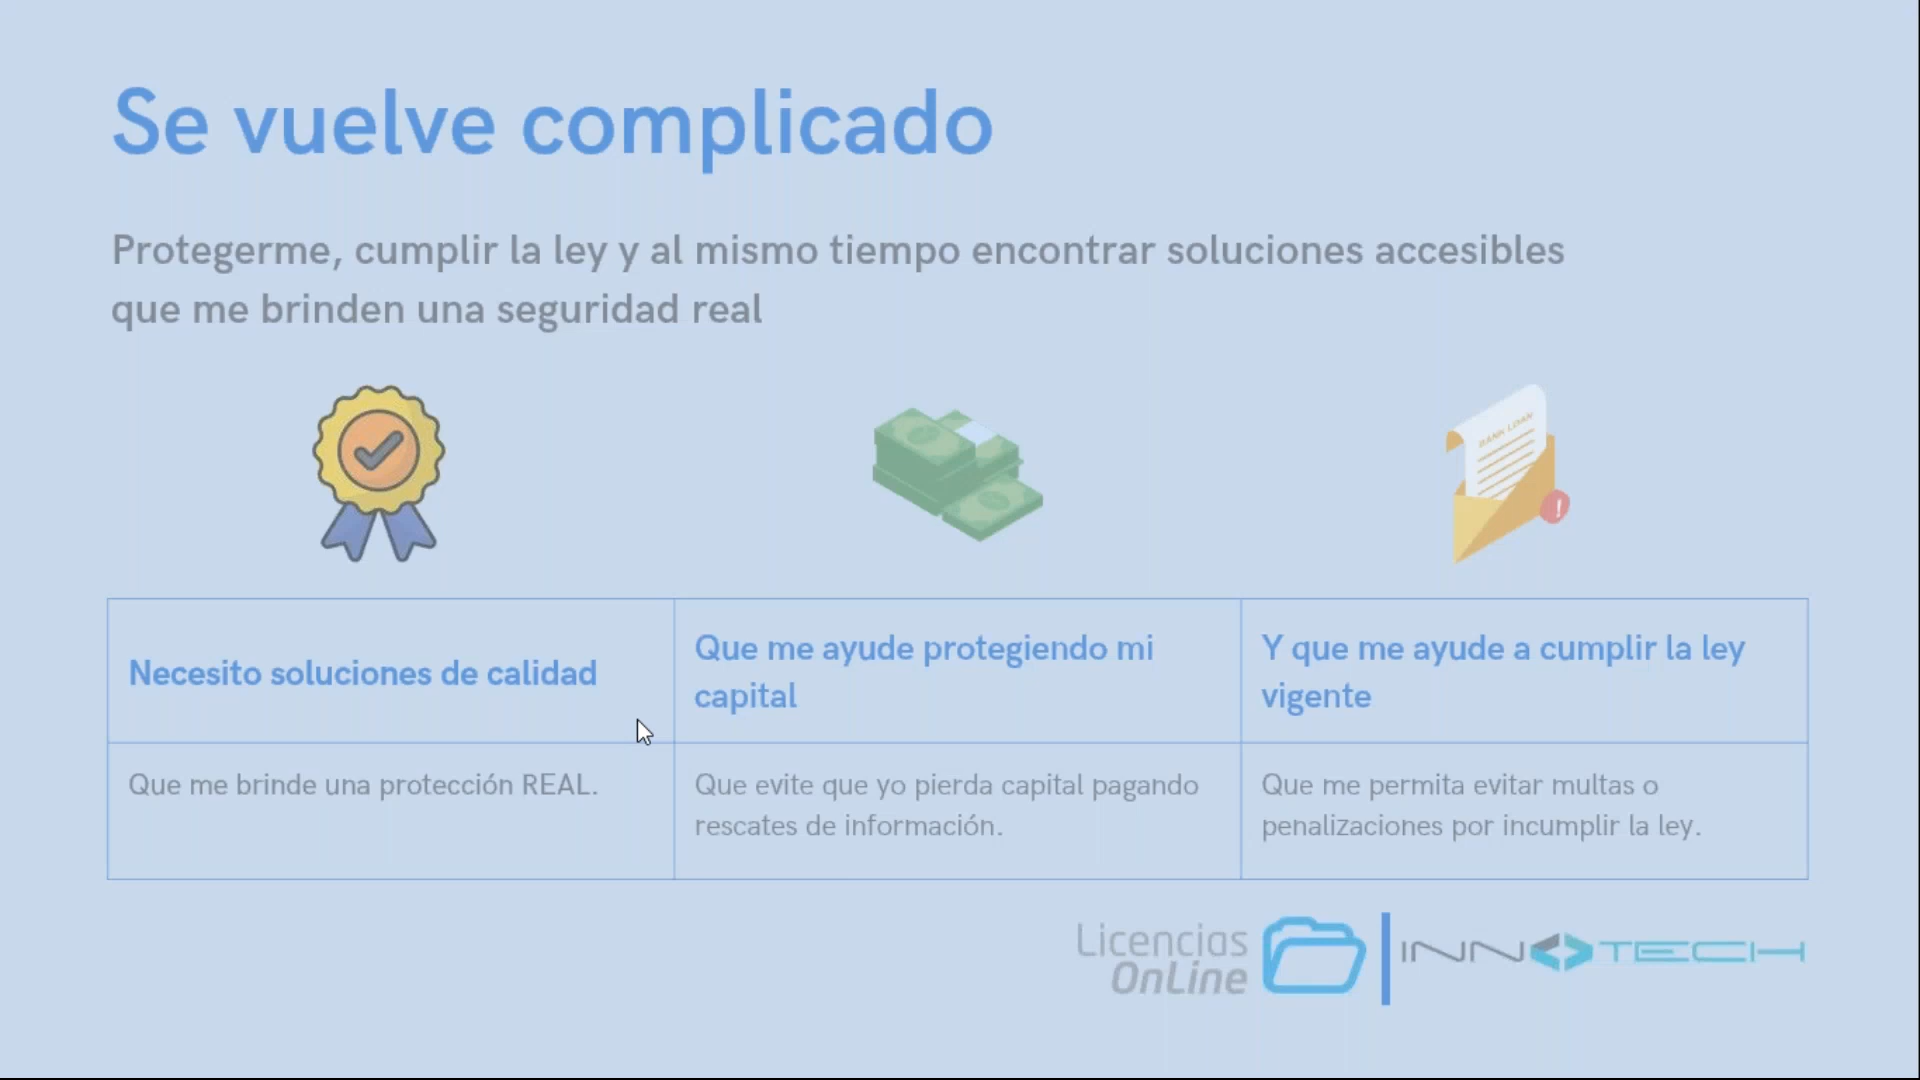 Se vuelve complicado
Protegerme, cumplir la ley y al mismo tiempo encontrar soluciones accesibles
que me brinden una seguridad real
BANK LOAN
!
Necesito soluciones de calidad
Que me ayude protegiendo mi
capital
Y que me ayude a cumplir la ley
vigente
Que me brinde una protección REAL.
Que evite que yo pierda capital pagando
rescates de información.
Que me permita evitar multas o
penalizaciones por incumplir la ley.
Licencias
OnLine
INNOTECH